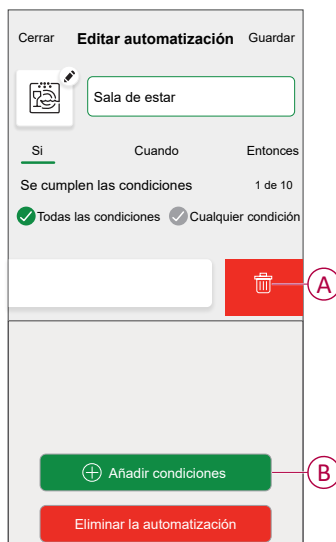 Cerrar Editar automatización Guardar
Sala de estar
Si Cuando Entonces
Se cumplen las condiciones 1 de 10
Todas las condiciones Cualquier condición
A
Añadir condiciones
B
Eliminar la automatización